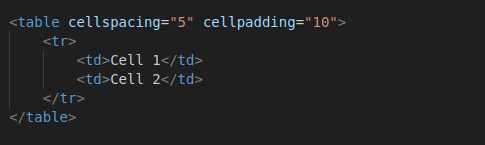 <table cellspacing="5" cellpadding="10">
    <tr>
        <td>Cell 1</td>
        <td>Cell 2</td>
    </tr>
</table>